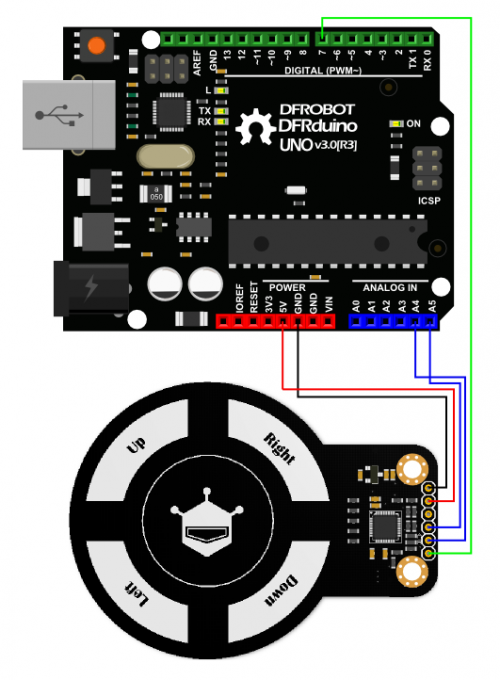 AREF
GND
13
12
~11
~10
~9
8
7
~6
~5
4
~3
2
TX 1
RX 0
DIGITAL (PWM~)
L
TX
RX
DFROBOT
DFRduino
UNO v3.0[R3]
ON
ICSP
050
POWER
ANALOG IN
IOREF
RESET
3V3
5V
GND
GND
VIN
A0
A1
A2
A3
A4
A5
Up
Right
Left
Down